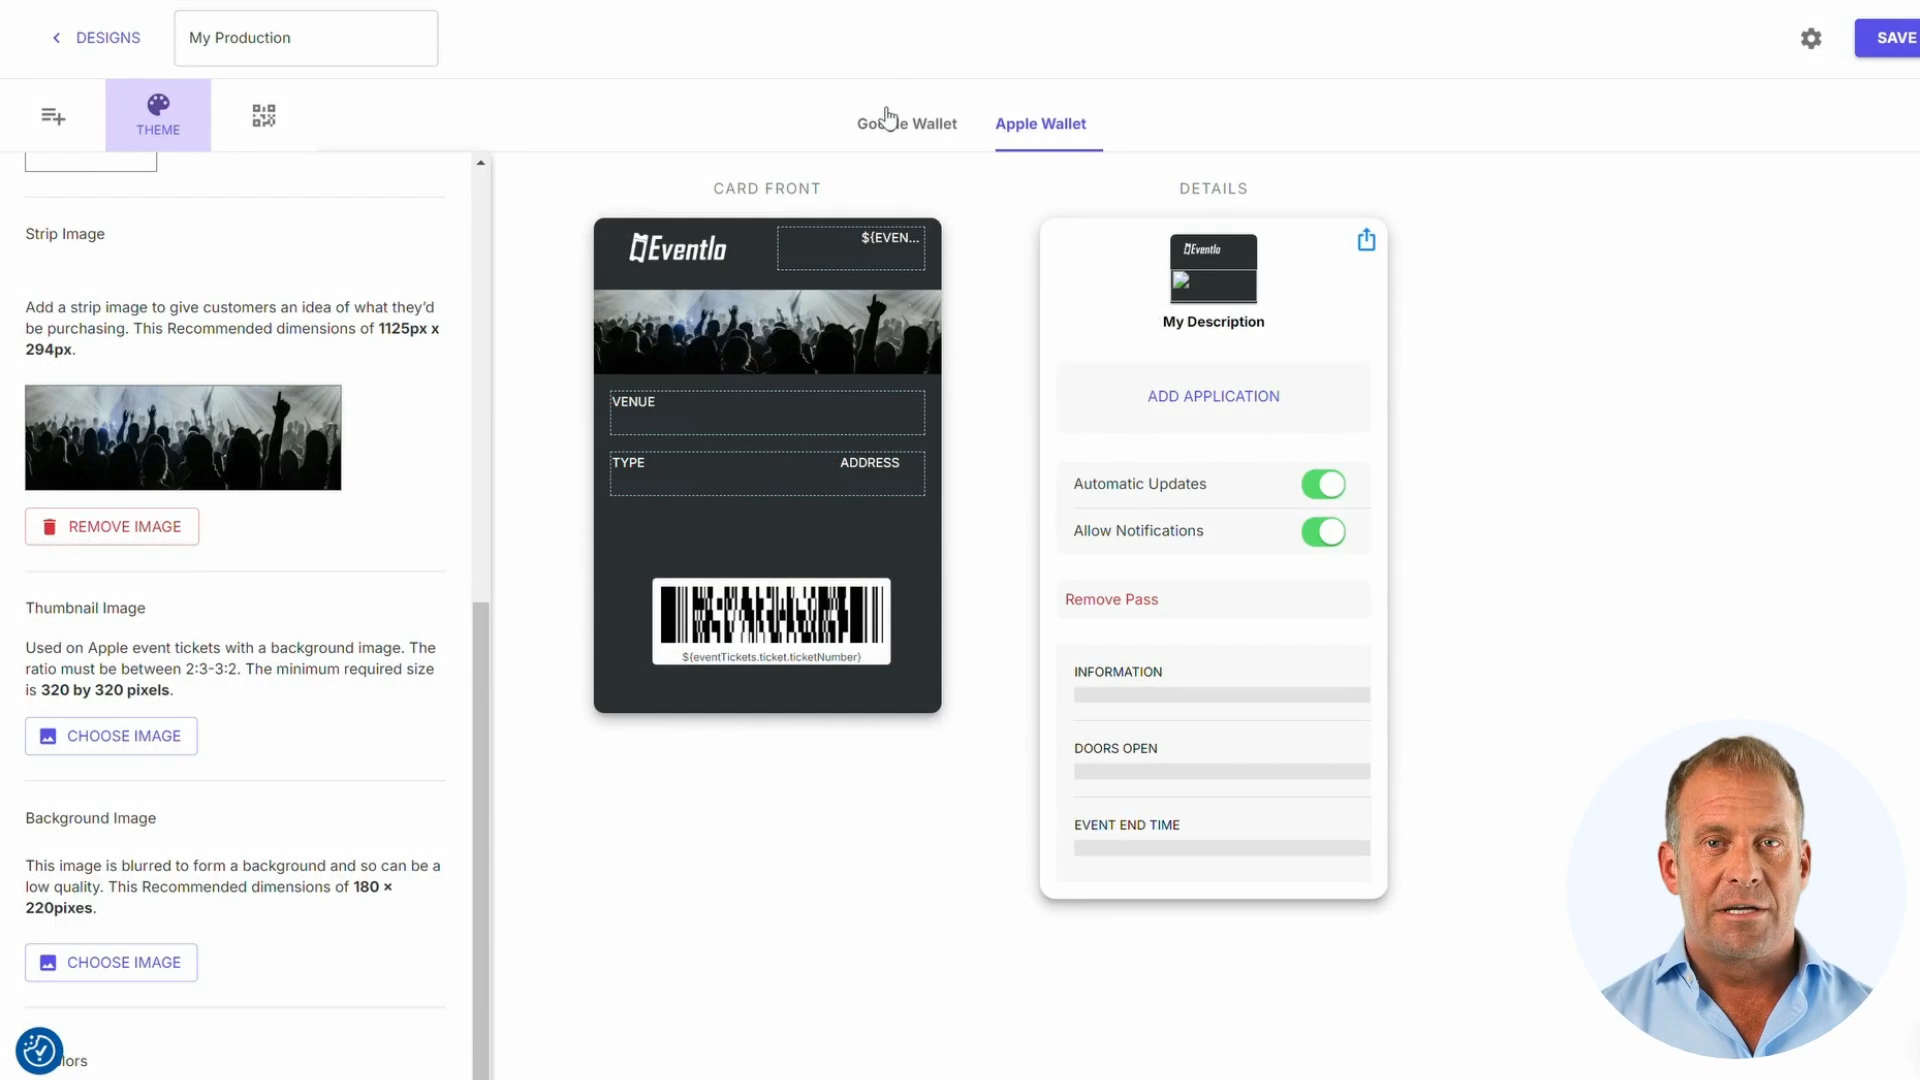 DESIGNS
My Production
SAVE
THEME
Wallet
Apple Wallet
Strip Image
Add a strip image to give customers an idea of what they’d
be purchasing. This Recommended dimensions of 1125px x
294px.
REMOVE IMAGE
Thumbnail Image
Used on Apple event tickets with a background image. The
ratio must be between 2:3-3:2. The minimum required size
is 320 by 320 pixels.
CHOOSE IMAGE
Background Image
This image is blurred to form a background and so can be a
low quality. This Recommended dimensions of 180 ×
220pixes.
CHOOSE IMAGE
CARD FRONT
Eventlo
${EVEN...
VENUE
TYPE
ADDRESS
${eventTickets.ticket.ticketNumber}
DETAILS
Eventlo
My Description
ADD APPLICATION
Automatic Updates
Allow Notifications
Remove Pass
INFORMATION
DOORS OPEN
EVENT END TIME